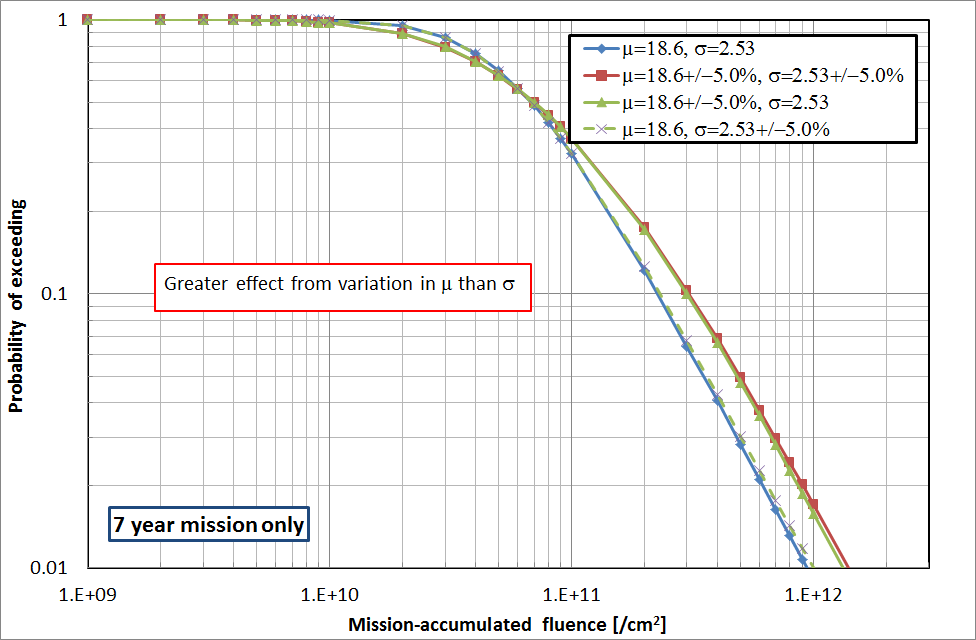 1
μ=18.6, σ=2.53
μ=18.6+/−5.0%, σ=2.53+/−5.0%
μ=18.6+/−5.0%, σ=2.53
μ=18.6, σ=2.53+/−5.0%
Probability of exceeding
Greater effect from variation in μ than σ
0.1
7 year mission only
0.01
1.E+09 1.E+10 1.E+11 1.E+12
Mission-accumulated fluence [/cm²]